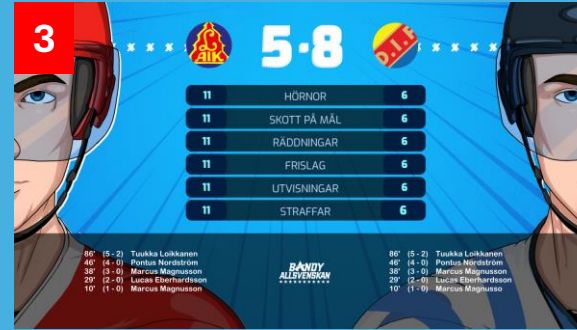 3
AIK
5-8
D.I.F
11 HÖRNOR 6
11 SKOTT PÅ MÅL 6
11 RÄDDNINGAR 6
11 FRISLAG 6
11 UTVISNINGAR 6
11 STRAFFAR 6
86' (5 - 2) Tuukka Loikkanen
46' (4 - 0) Pontus Nordström
38' (3 - 0) Marcus Magnusson
29' (2 - 0) Lucas Eberhardsson
10' (1 - 0) Marcus Magnusson
BANDY
ALLSVENSKAN
86' (5 - 2) Tuukka Loikkanen
46' (4 - 0) Pontus Nordström
38' (3 - 0) Marcus Magnusson
29' (2 - 0) Lucas Eberhardsson
10' (1 - 0) Marcus Magnusso